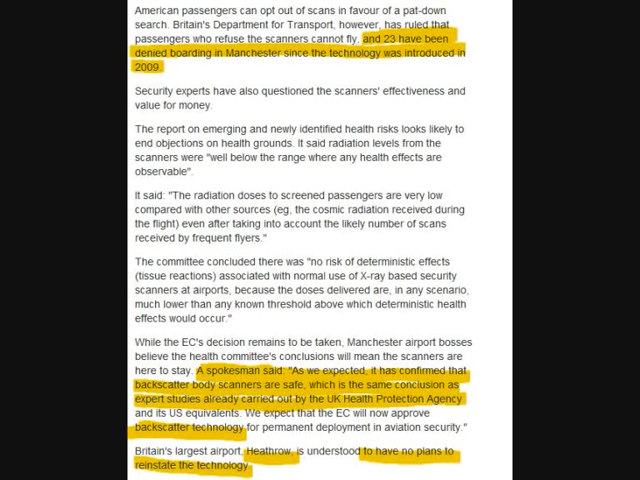 American passengers can opt out of scans in favour of a pat-down
search. Britain's Department for Transport, however, has ruled that
passengers who refuse the scanners cannot fly, and 23 have been
denied boarding in Manchester since the technology was introduced in
2009.
Security experts have also questioned the scanners' effectiveness and
value for money.
The report on emerging and newly identified health risks looks likely to
end objections on health grounds. It said radiation levels from the
scanners were "well below the range where any health effects are
observable".
It said: "The radiation doses to screened passengers are very low
compared with other sources (eg, the cosmic radiation received during
the flight) even after taking into account the likely number of scans
received by frequent flyers."
The committee concluded there was "no risk of deterministic effects
(tissue reactions) associated with normal use of X-ray based security
scanners at airports, because the doses delivered are, in any scenario,
much lower than any known threshold above which deterministic health
effects would occur."
While the EC's decision remains to be taken, Manchester airport bosses
believe the health committee's conclusions will mean the scanners are
here to stay. A spokesman said: "As we expected, it has confirmed that
backscatter body scanners are safe, which is the same conclusion as
expert studies already carried out by the UK Health Protection Agency
and its US equivalents. We expect that the EC will now approve
backscatter technology for permanent deployment in aviation security."
Britain's largest airport, Heathrow, is understood to have no plans to
reinstate the technology